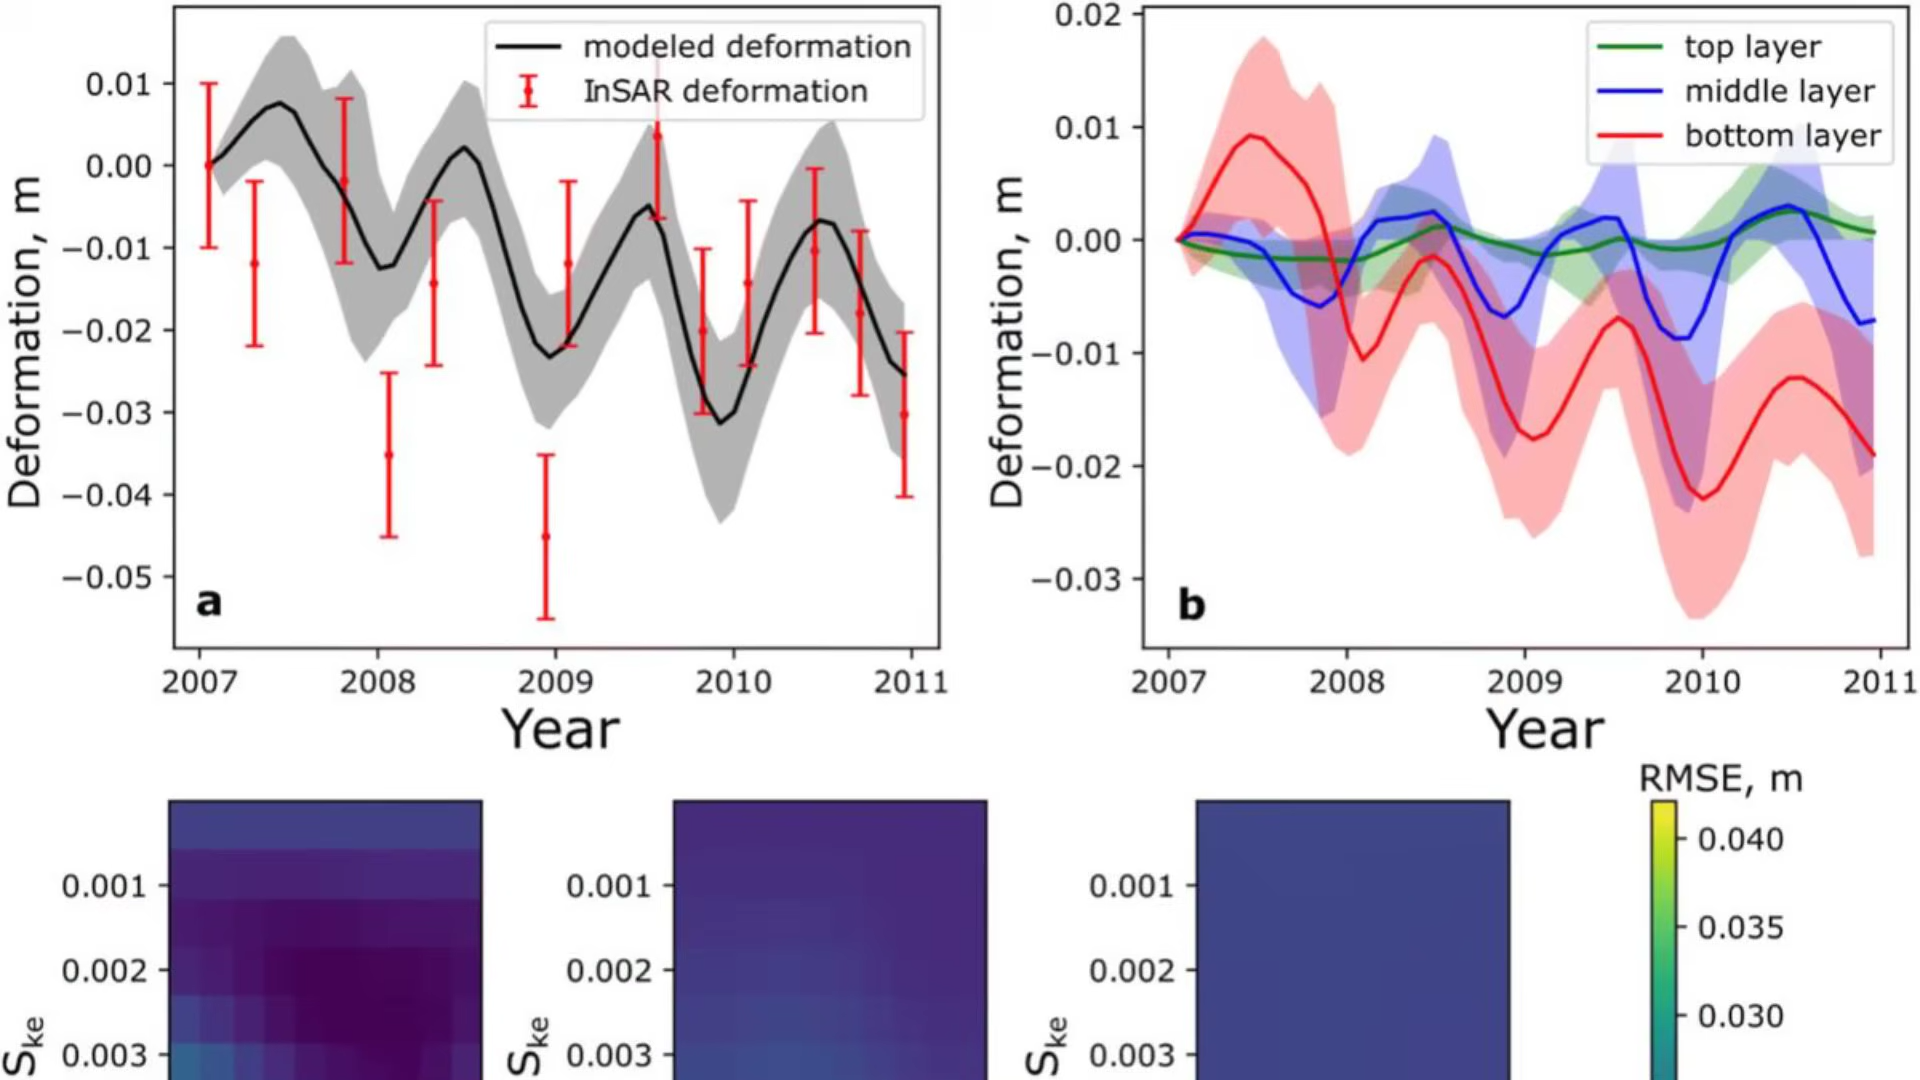 modeled deformation
InSAR deformation
0.01
0.00
−0.01
−0.02
−0.03
−0.04
−0.05
Deformation, m
a
2007 2008 2009 2010 2011
Year
top layer
middle layer
bottom layer
0.02
0.01
0.00
−0.01
−0.02
−0.03
Deformation, m
b
2007 2008 2009 2010 2011
Year
0.001
0.002
0.003
Ske
0.001
0.002
0.003
Ske
0.001
0.002
0.003
Ske
RMSE, m
0.040
0.035
0.030